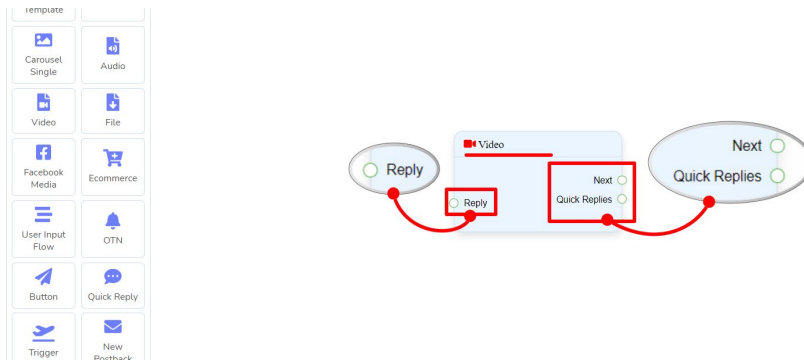 Template
Carousel
Single
Audio
Video
File
Facebook
Media
Ecommerce
User Input
Flow
OTN
Button
Quick Reply
Trigger
New
Postback
Reply
Video
Reply
Next
Quick Replies
Next
Quick Replies